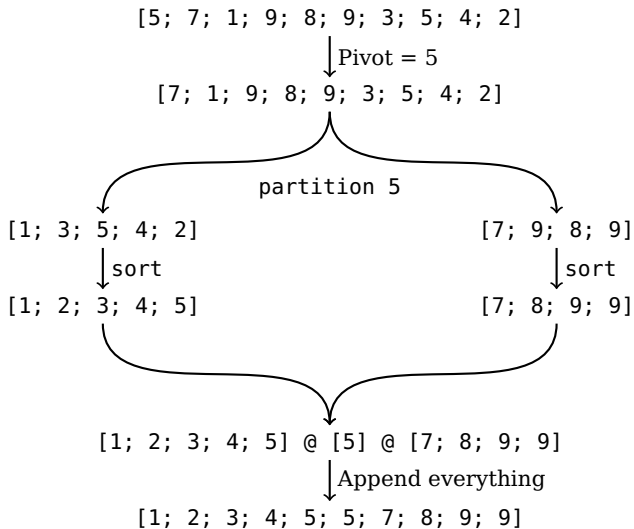 [5; 7; 1; 9; 8; 9; 3; 5; 4; 2]
Pivot = 5
[7; 1; 9; 8; 9; 3; 5; 4; 2]
partition 5
[1; 3; 5; 4; 2] [7; 9; 8; 9]
sort sort
[1; 2; 3; 4; 5] [7; 8; 9; 9]
[1; 2; 3; 4; 5] @ [5] @ [7; 8; 9; 9]
Append everything
[1; 2; 3; 4; 5; 5; 7; 8; 9; 9]